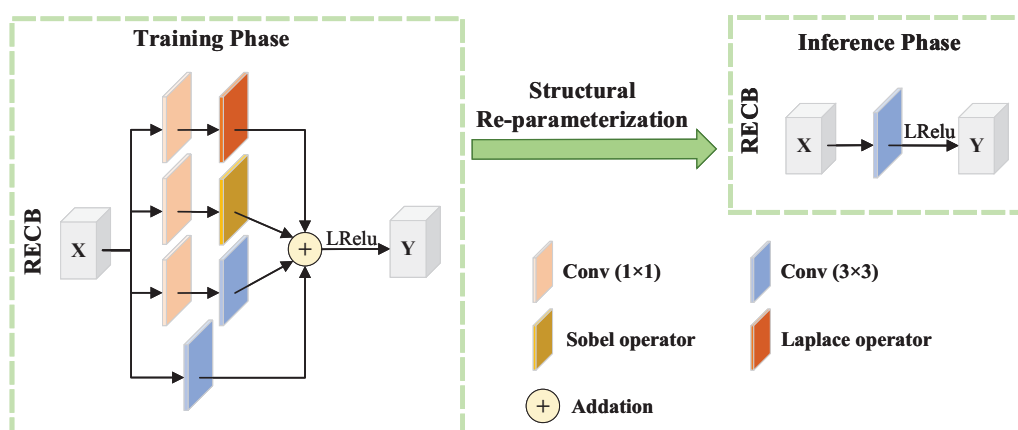 Training Phase
RECB
X
+
LRelu
Y
Structural
Re-parameterization
Inference Phase
RECB
X
LRelu
Y
Conv (1×1)
Conv (3×3)
Sobel operator
Laplace operator
+
Addation